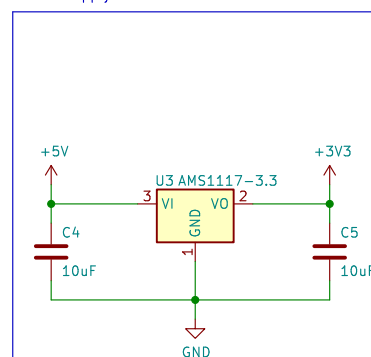 +5V
+3V3
U3 AMS1117-3.3
3
VI
VO
2
GND
1
C4
10uF
C5
10uF
GND